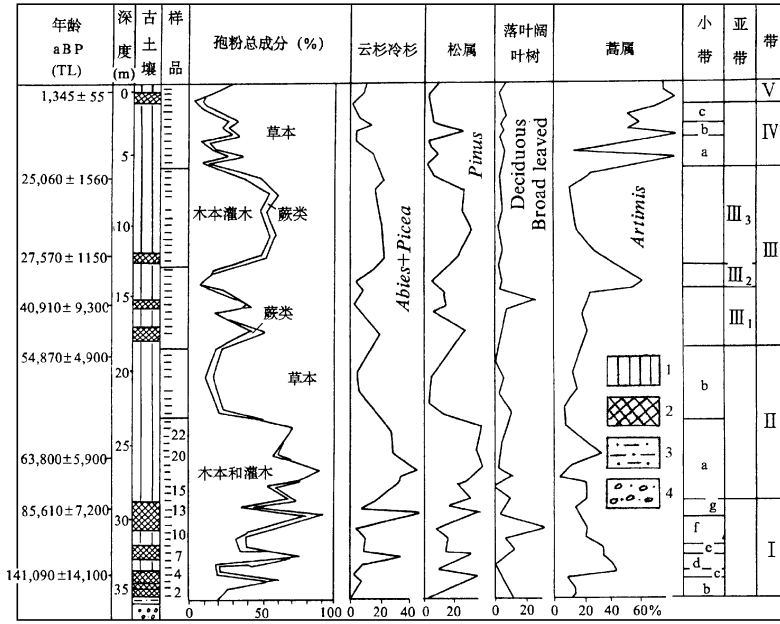 年龄
aBP
(TL)
深度
(m)
古土壤
样品
孢粉总成分（%）
云杉冷杉
松属
落叶阔
叶树
蒿属
小带
亚带
带
1,345±55
25,060±1560
27,570±1150
40,910±9,300
54,870±4,900
63,800±5,900
85,610±7,200
141,090±14,100
0
5
10
15
20
25
30
35
22
20
15
13
10
7
4
2
草本
木本灌木
蕨类
蕨类
草本
木本和灌木
Abies+Picea
Pinus
Deciduous
Broad leaved
Artimis
1
2
3
4
c
b
a
b
a
g
f
e
d
c
b
III3
III2
III1
V
IV
III
II
I
0
50
100
0
20
40
0
20
0
20
0
20
40
60%